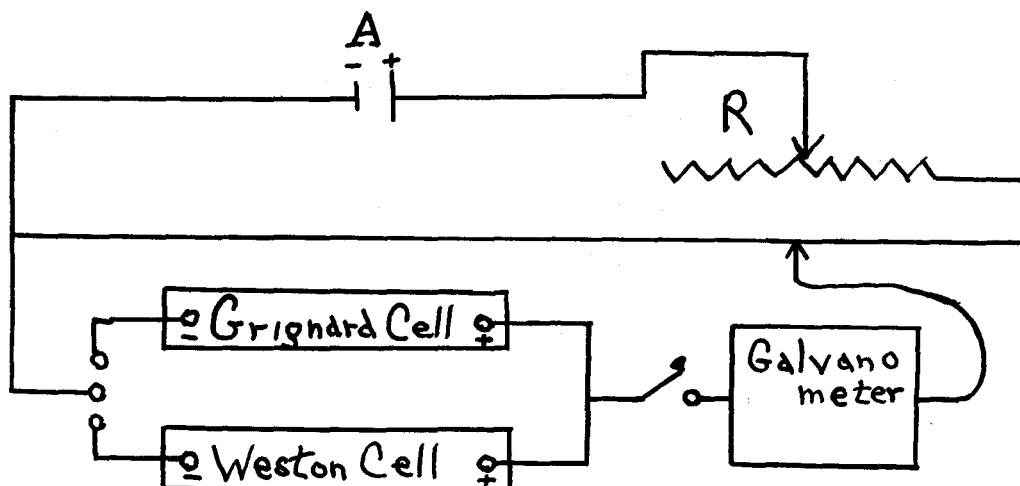 A
- +
R
- Grignard Cell +
Galvano
meter
- Weston Cell +